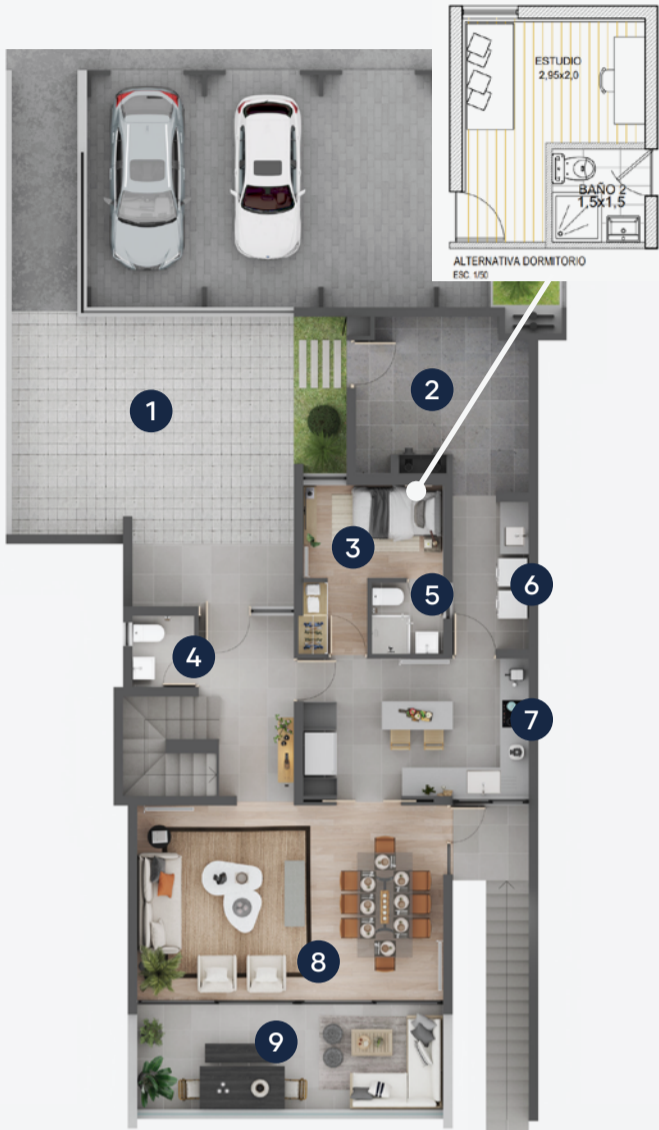 ESTUDIO
2,95x2,0
BAÑO 2
1,5x1,5
ALTERNATIVA DORMITORIO
ESC. 1/50
1
2
3
5
6
4
7
8
9